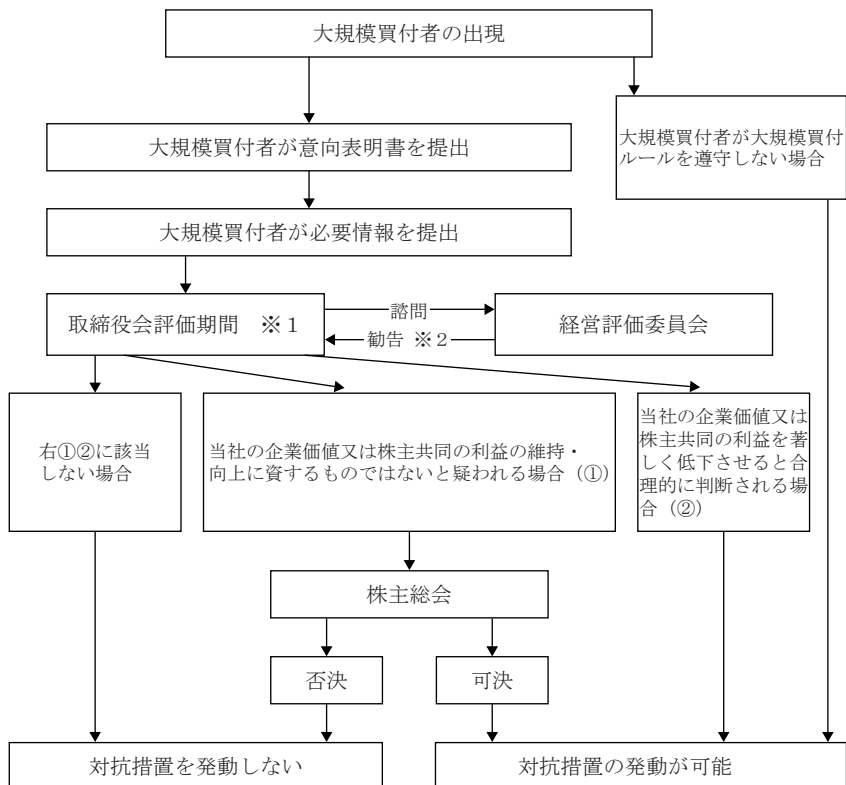 大規模買付者の出現
大規模買付者が意向表明書を提出
大規模買付者が大規模買付
ルールを遵守しない場合
大規模買付者が必要情報を提出
取締役会評価期間　※1
諮問
勧告 ※2
経営評価委員会
右①②に該当
しない場合
当社の企業価値又は株主共同の利益の維持・
向上に資するものではないと疑われる場合（①）
当社の企業価値又は
株主共同の利益を著
しく低下させると合
理的に判断される場
合（②）
株主総会
否決
可決
対抗措置を発動しない
対抗措置の発動が可能